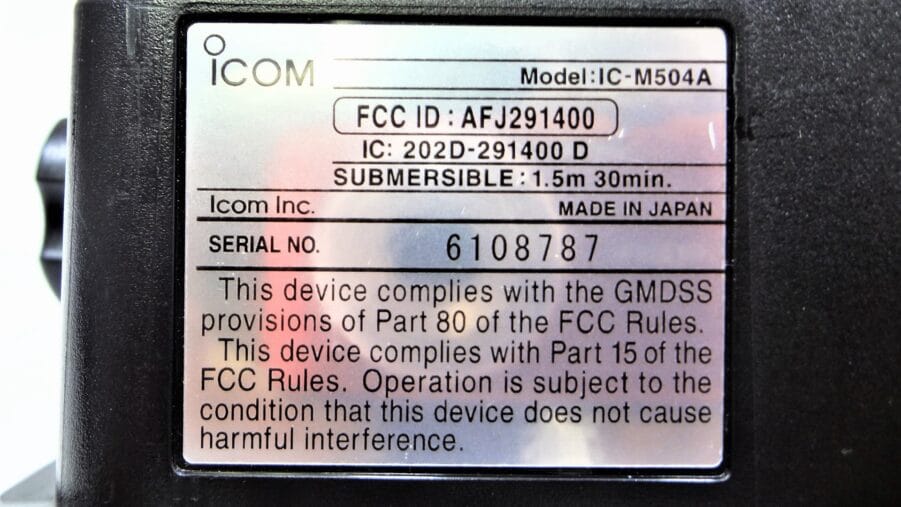 ICOM
Model:IC-M504A
FCC ID : AFJ291400
IC: 202D-291400 D
SUBMERSIBLE : 1.5m 30min.
Icom Inc. MADE IN JAPAN
SERIAL NO. 6108787
This device complies with the GMDSS
provisions of Part 80 of the FCC Rules.
This device complies with Part 15 of the
FCC Rules. Operation is subject to the
condition that this device does not cause
harmful interference.